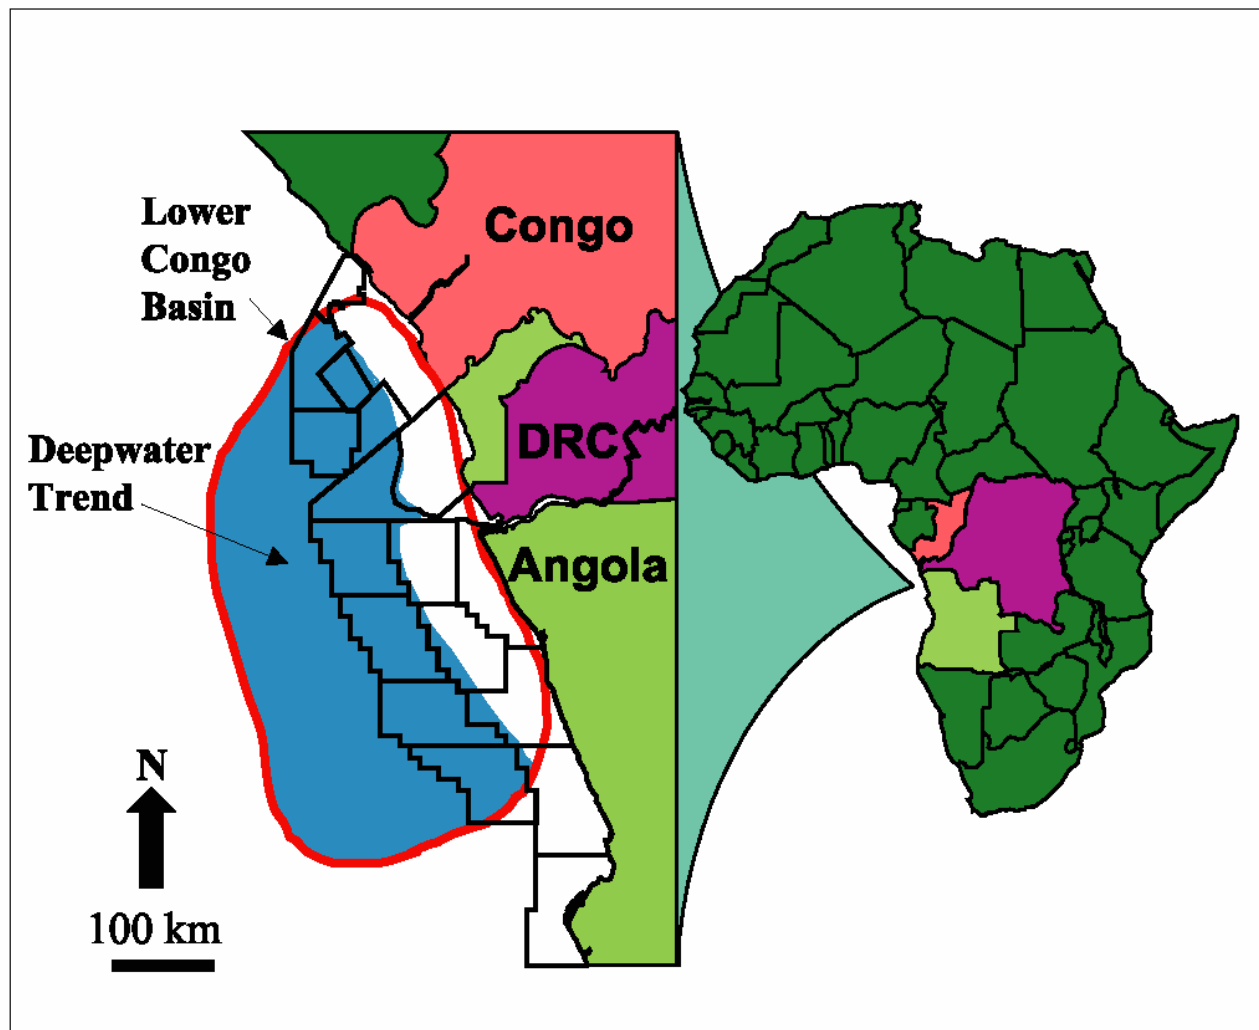 Lower
Congo
Basin
Congo
Deepwater
Trend
DRC
Angola
N
100 km